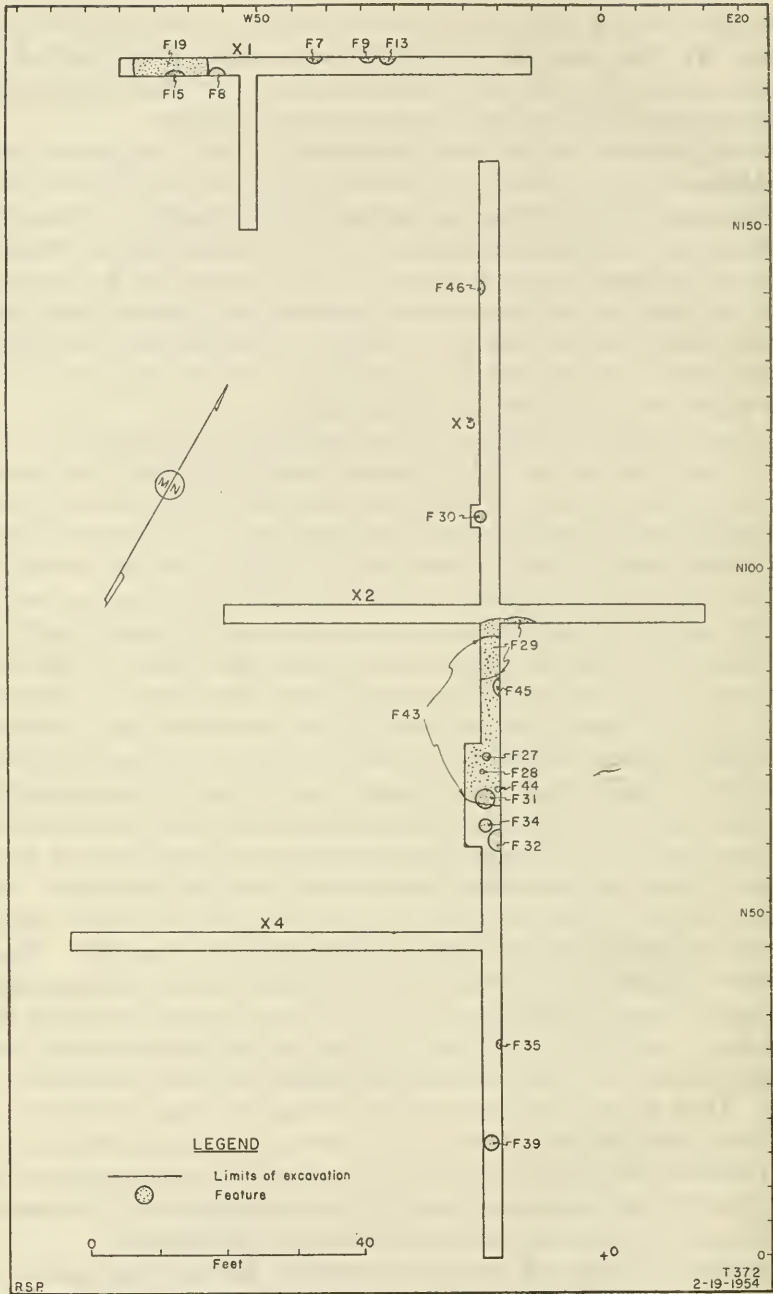 W50 O E20
X1
F19 F7 F9 F13
F15 F8
N150
F46
X3
M/N
F30
N100
X2
F29
F45
F43
F27
F28
F44
F31
F34
F32
X4
N50
F35
F39
LEGEND
Limits of excavation
Feature
0 40
Feet
+0 0
R.S.P.
T372
2-19-1954